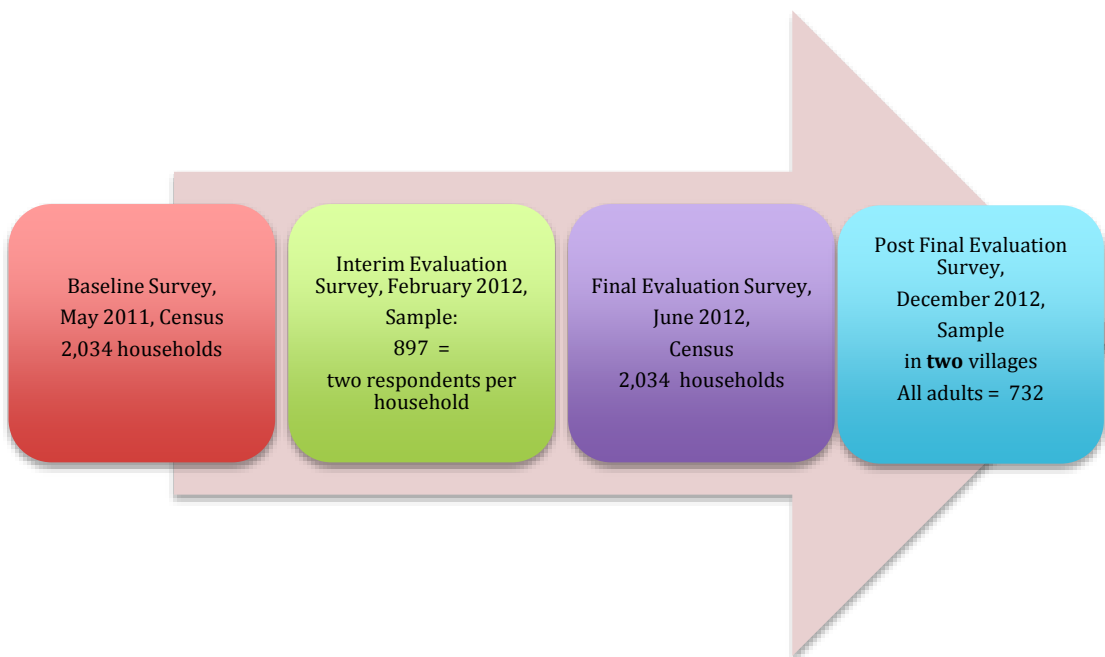 Baseline Survey,
May 2011, Census
2,034 households
Interim Evaluation
Survey, February 2012,
Sample:
897 =
two respondents per
household
Final Evaluation Survey,
June 2012,
Census
2,034 households
Post Final Evaluation
Survey,
December 2012,
Sample
in two villages
All adults = 732